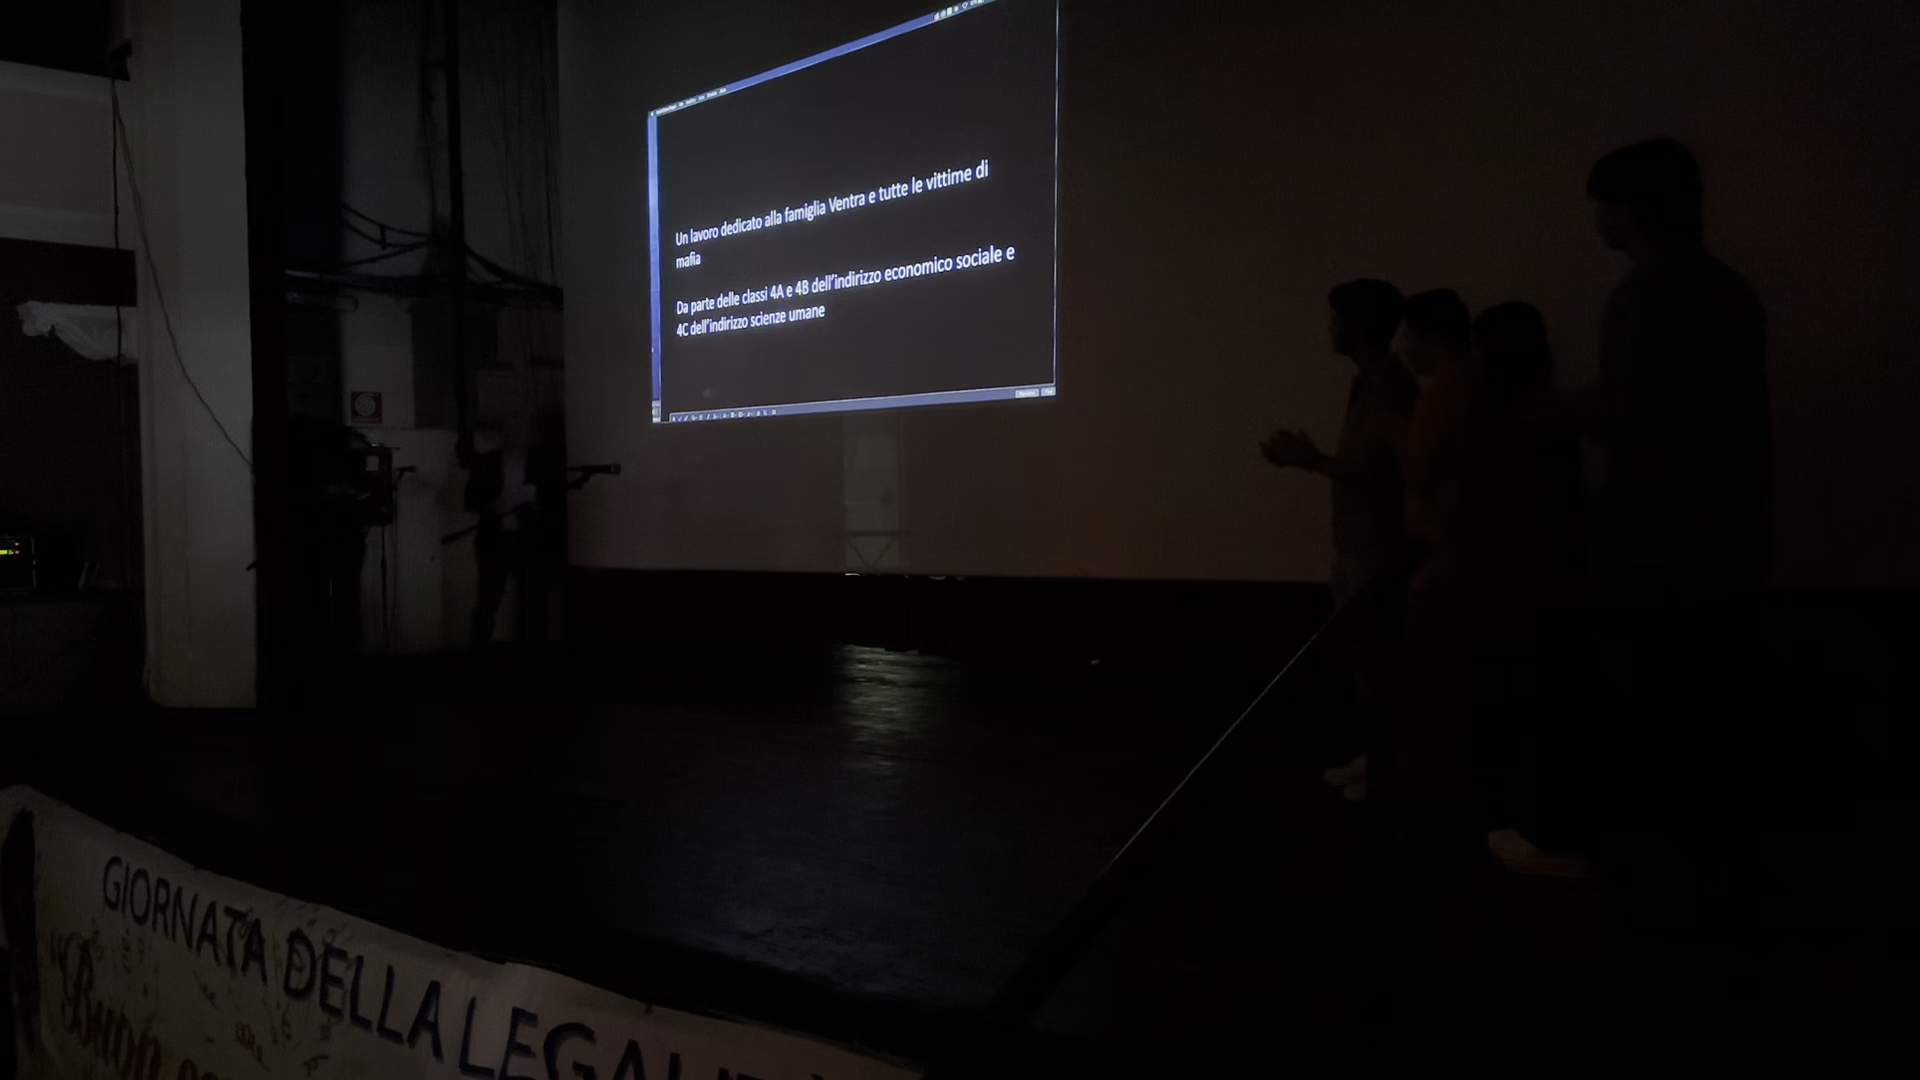 Un lavoro dedicato alla famiglia Ventra e tutte le vittime di
mafia
Da parte delle classi 4A e 4B dell'indirizzo economico sociale e
4C dell'indirizzo scienze umane
GIORNATA DELLA
"Buon